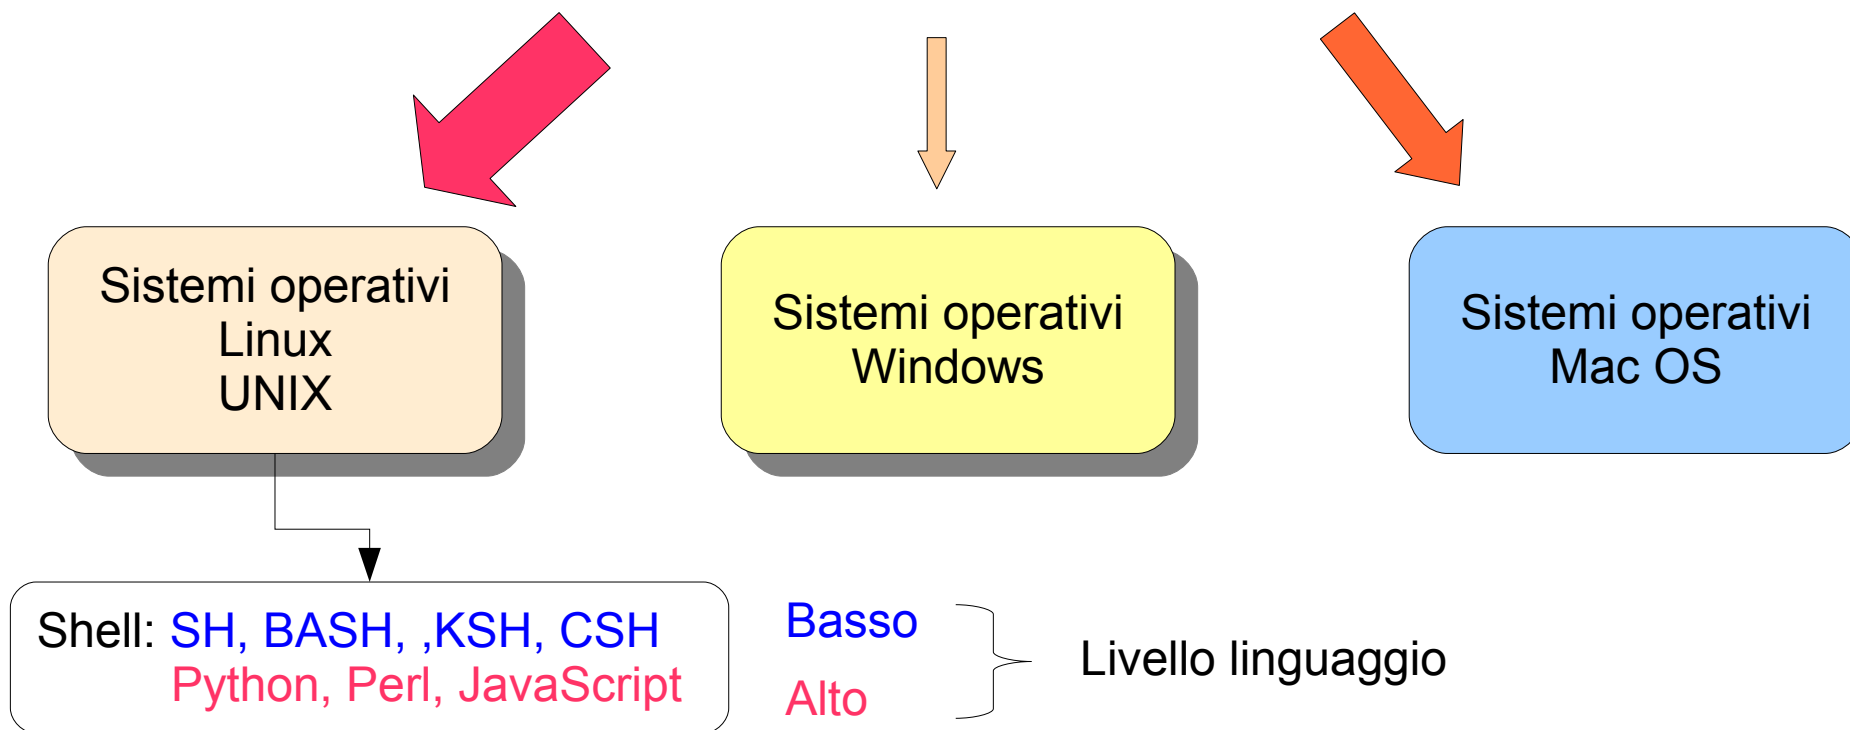 Sistemi operativi
Linux
UNIX
Sistemi operativi
Windows
Sistemi operativi
Mac OS
Shell: SH, BASH, ,KSH, CSH
Python, Perl, JavaScript
Basso
Alto
Livello linguaggio